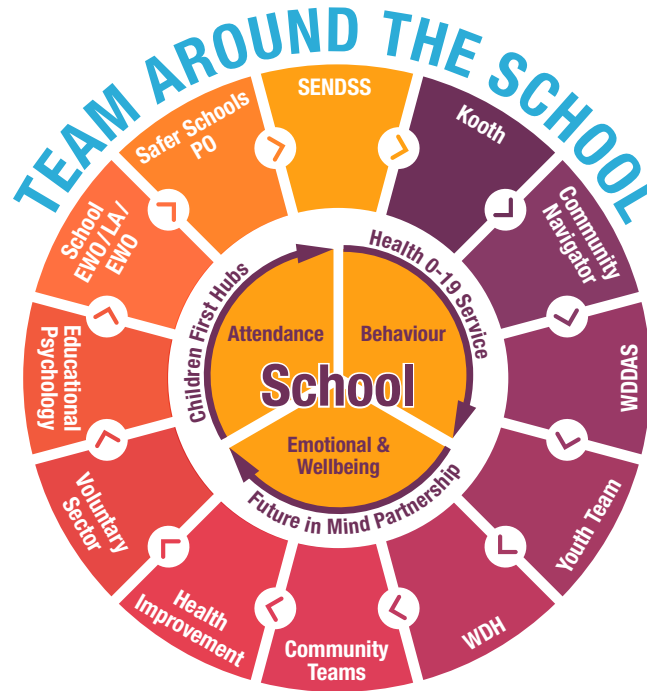 TEAM AROUND THE SCHOOL
SENDSS
Kooth
Community
Navigator
WDDAS
Youth Team
WDH
Community
Teams
Health
Improvement
Voluntary
Sector
Educational
Psychology
School
EWO/LA/
EWO
Safer Schools
PO
Children First Hubs
Health 0-19 Service
Future in Mind Partnership
Attendance
Behaviour
School
Emotional &
Wellbeing